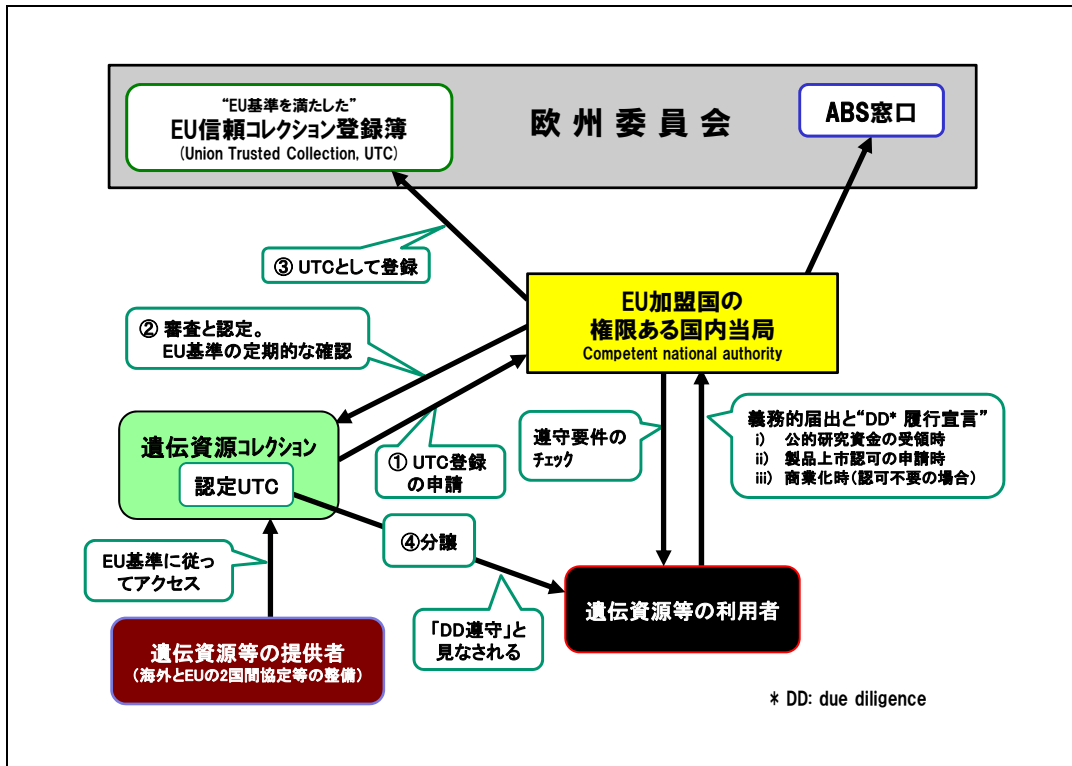 “EU基準を満たした”
EU信頼コレクション登録簿
(Union Trusted Collection, UTC)
欧州委員会
ABS窓口
③ UTCとして登録
EU加盟国の
権限ある国内当局
Competent national authority
② 審査と認定。
EU基準の定期的な確認
遺伝資源コレクション
認定UTC
① UTC登録
の申請
遵守要件の
チェック
義務的届出と“DD* 履行宣言”
i) 公的研究資金の受領時
ii) 製品上市認可の申請時
iii) 商業化時(認可不要の場合)
④分譲
EU基準に従っ
てアクセス
「DD遵守」と
見なされる
遺伝資源等の利用者
遺伝資源等の提供者
(海外とEUの2国間協定等の整備)
* DD: due diligence